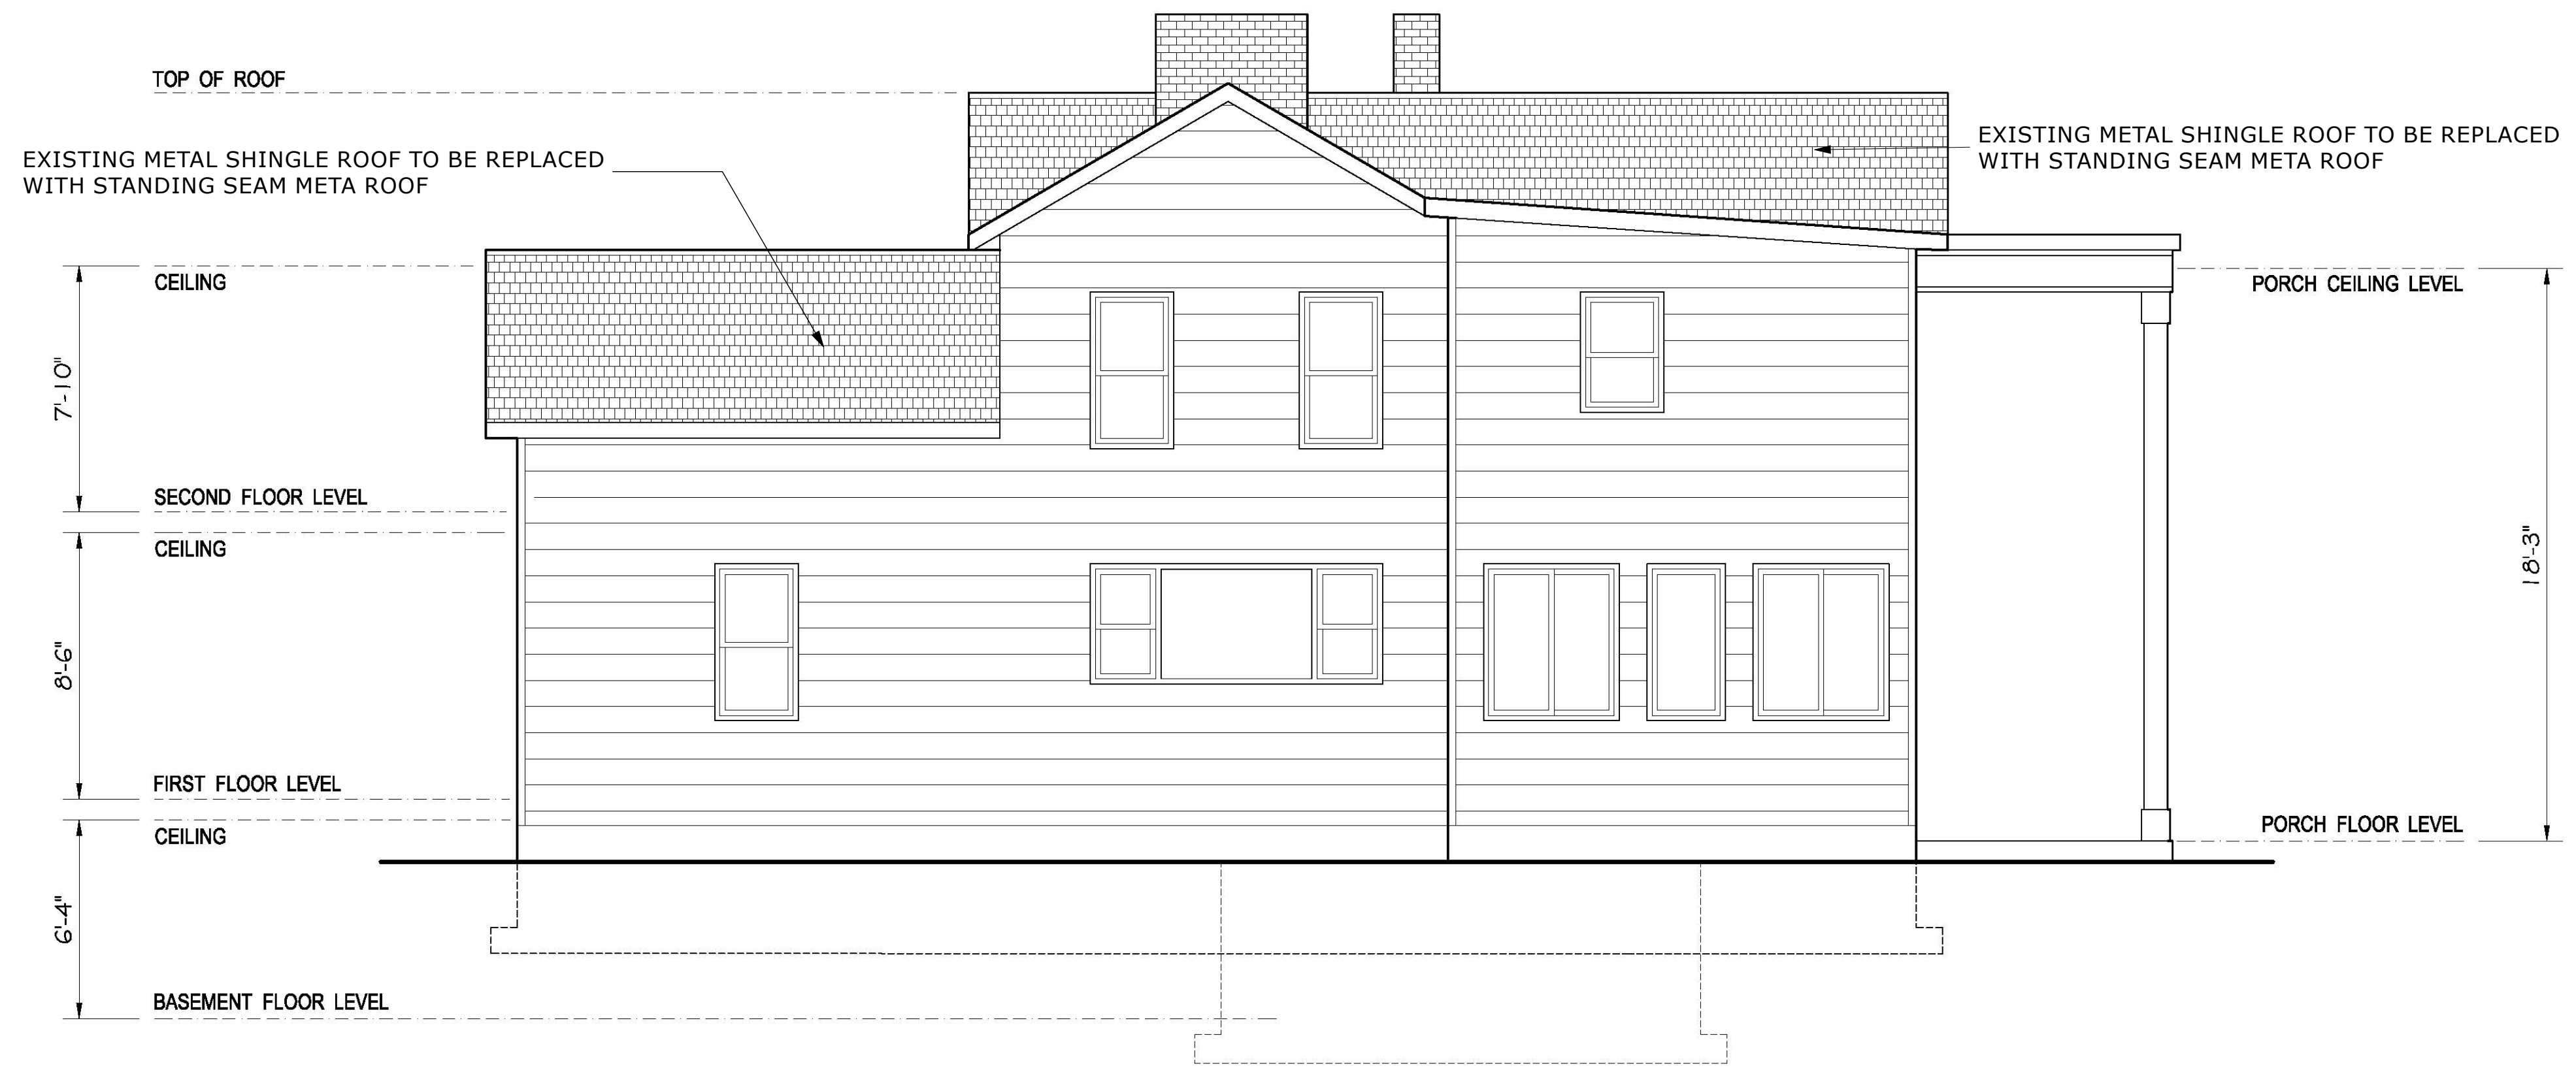 TOP OF ROOF
EXISTING METAL SHINGLE ROOF TO BE REPLACED
WITH STANDING SEAM META ROOF
EXISTING METAL SHINGLE ROOF TO BE REPLACED
WITH STANDING SEAM META ROOF
CEILING
PORCH CEILING LEVEL
7'-10"
SECOND FLOOR LEVEL
CEILING
18'-3"
8'-6"
FIRST FLOOR LEVEL
PORCH FLOOR LEVEL
CEILING
6'-4"
BASEMENT FLOOR LEVEL